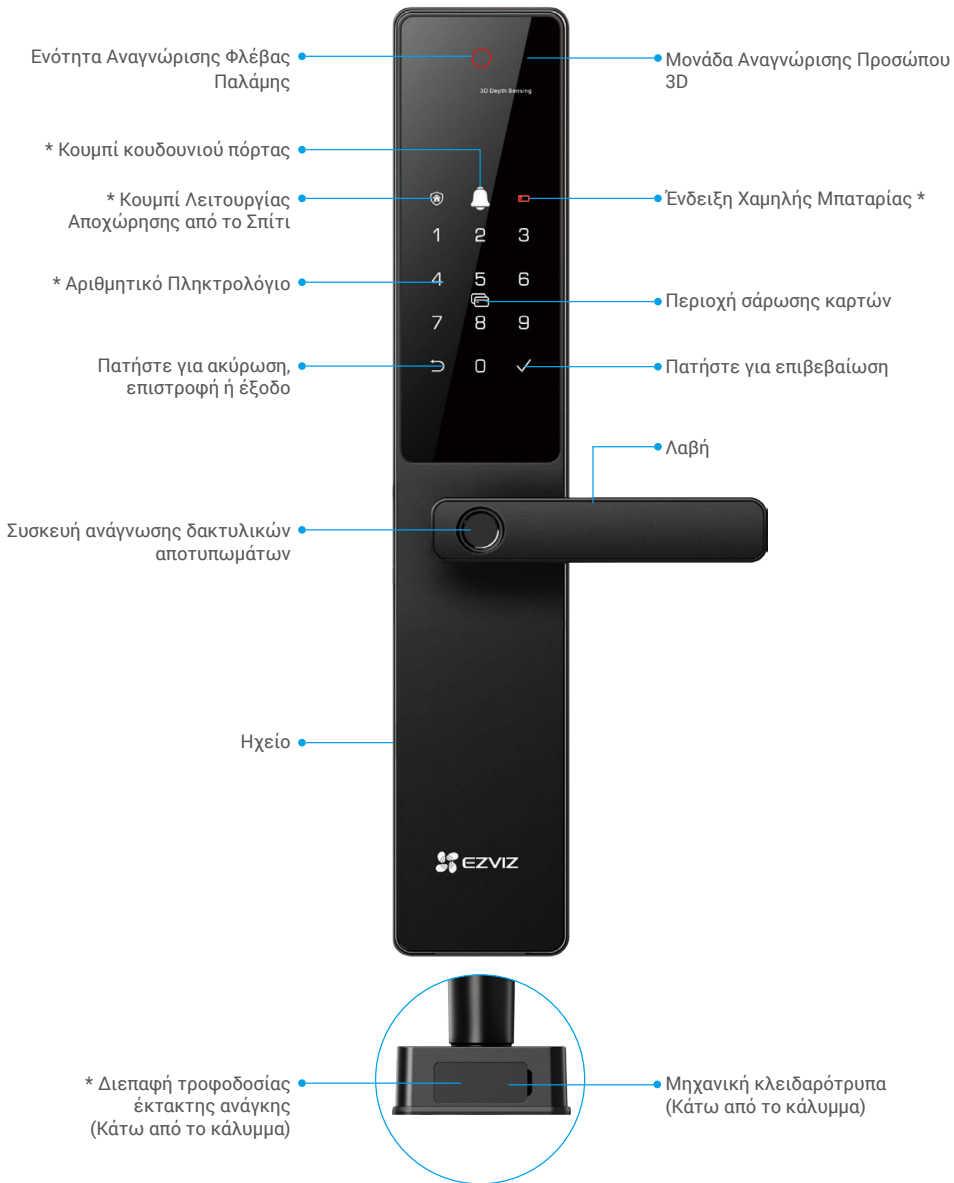 Ενότητα Αναγνώρισης Φλέβας
Παλάμης
Μονάδα Αναγνώρισης Προσώπου
3D
3D Depth Sensing
* Κουμπί κουδουνιού πόρτας
* Κουμπί Λειτουργίας
Αποχώρησης από το Σπίτι
Ένδειξη Χαμηλής Μπαταρίας *
1 2 3
* Αριθμητικό Πληκτρολόγιο
4 5 6
Περιοχή σάρωσης καρτών
7 8 9
Πατήστε για ακύρωση,
επιστροφή ή έξοδο
0
Πατήστε για επιβεβαίωση
Λαβή
Συσκευή ανάγνωσης δακτυλικών
αποτυπωμάτων
Ηχείο
EZVIZ
* Διεπαφή τροφοδοσίας
έκτακτης ανάγκης
(Κάτω από το κάλυμμα)
Μηχανική κλειδαρότρυπα
(Κάτω από το κάλυμμα)